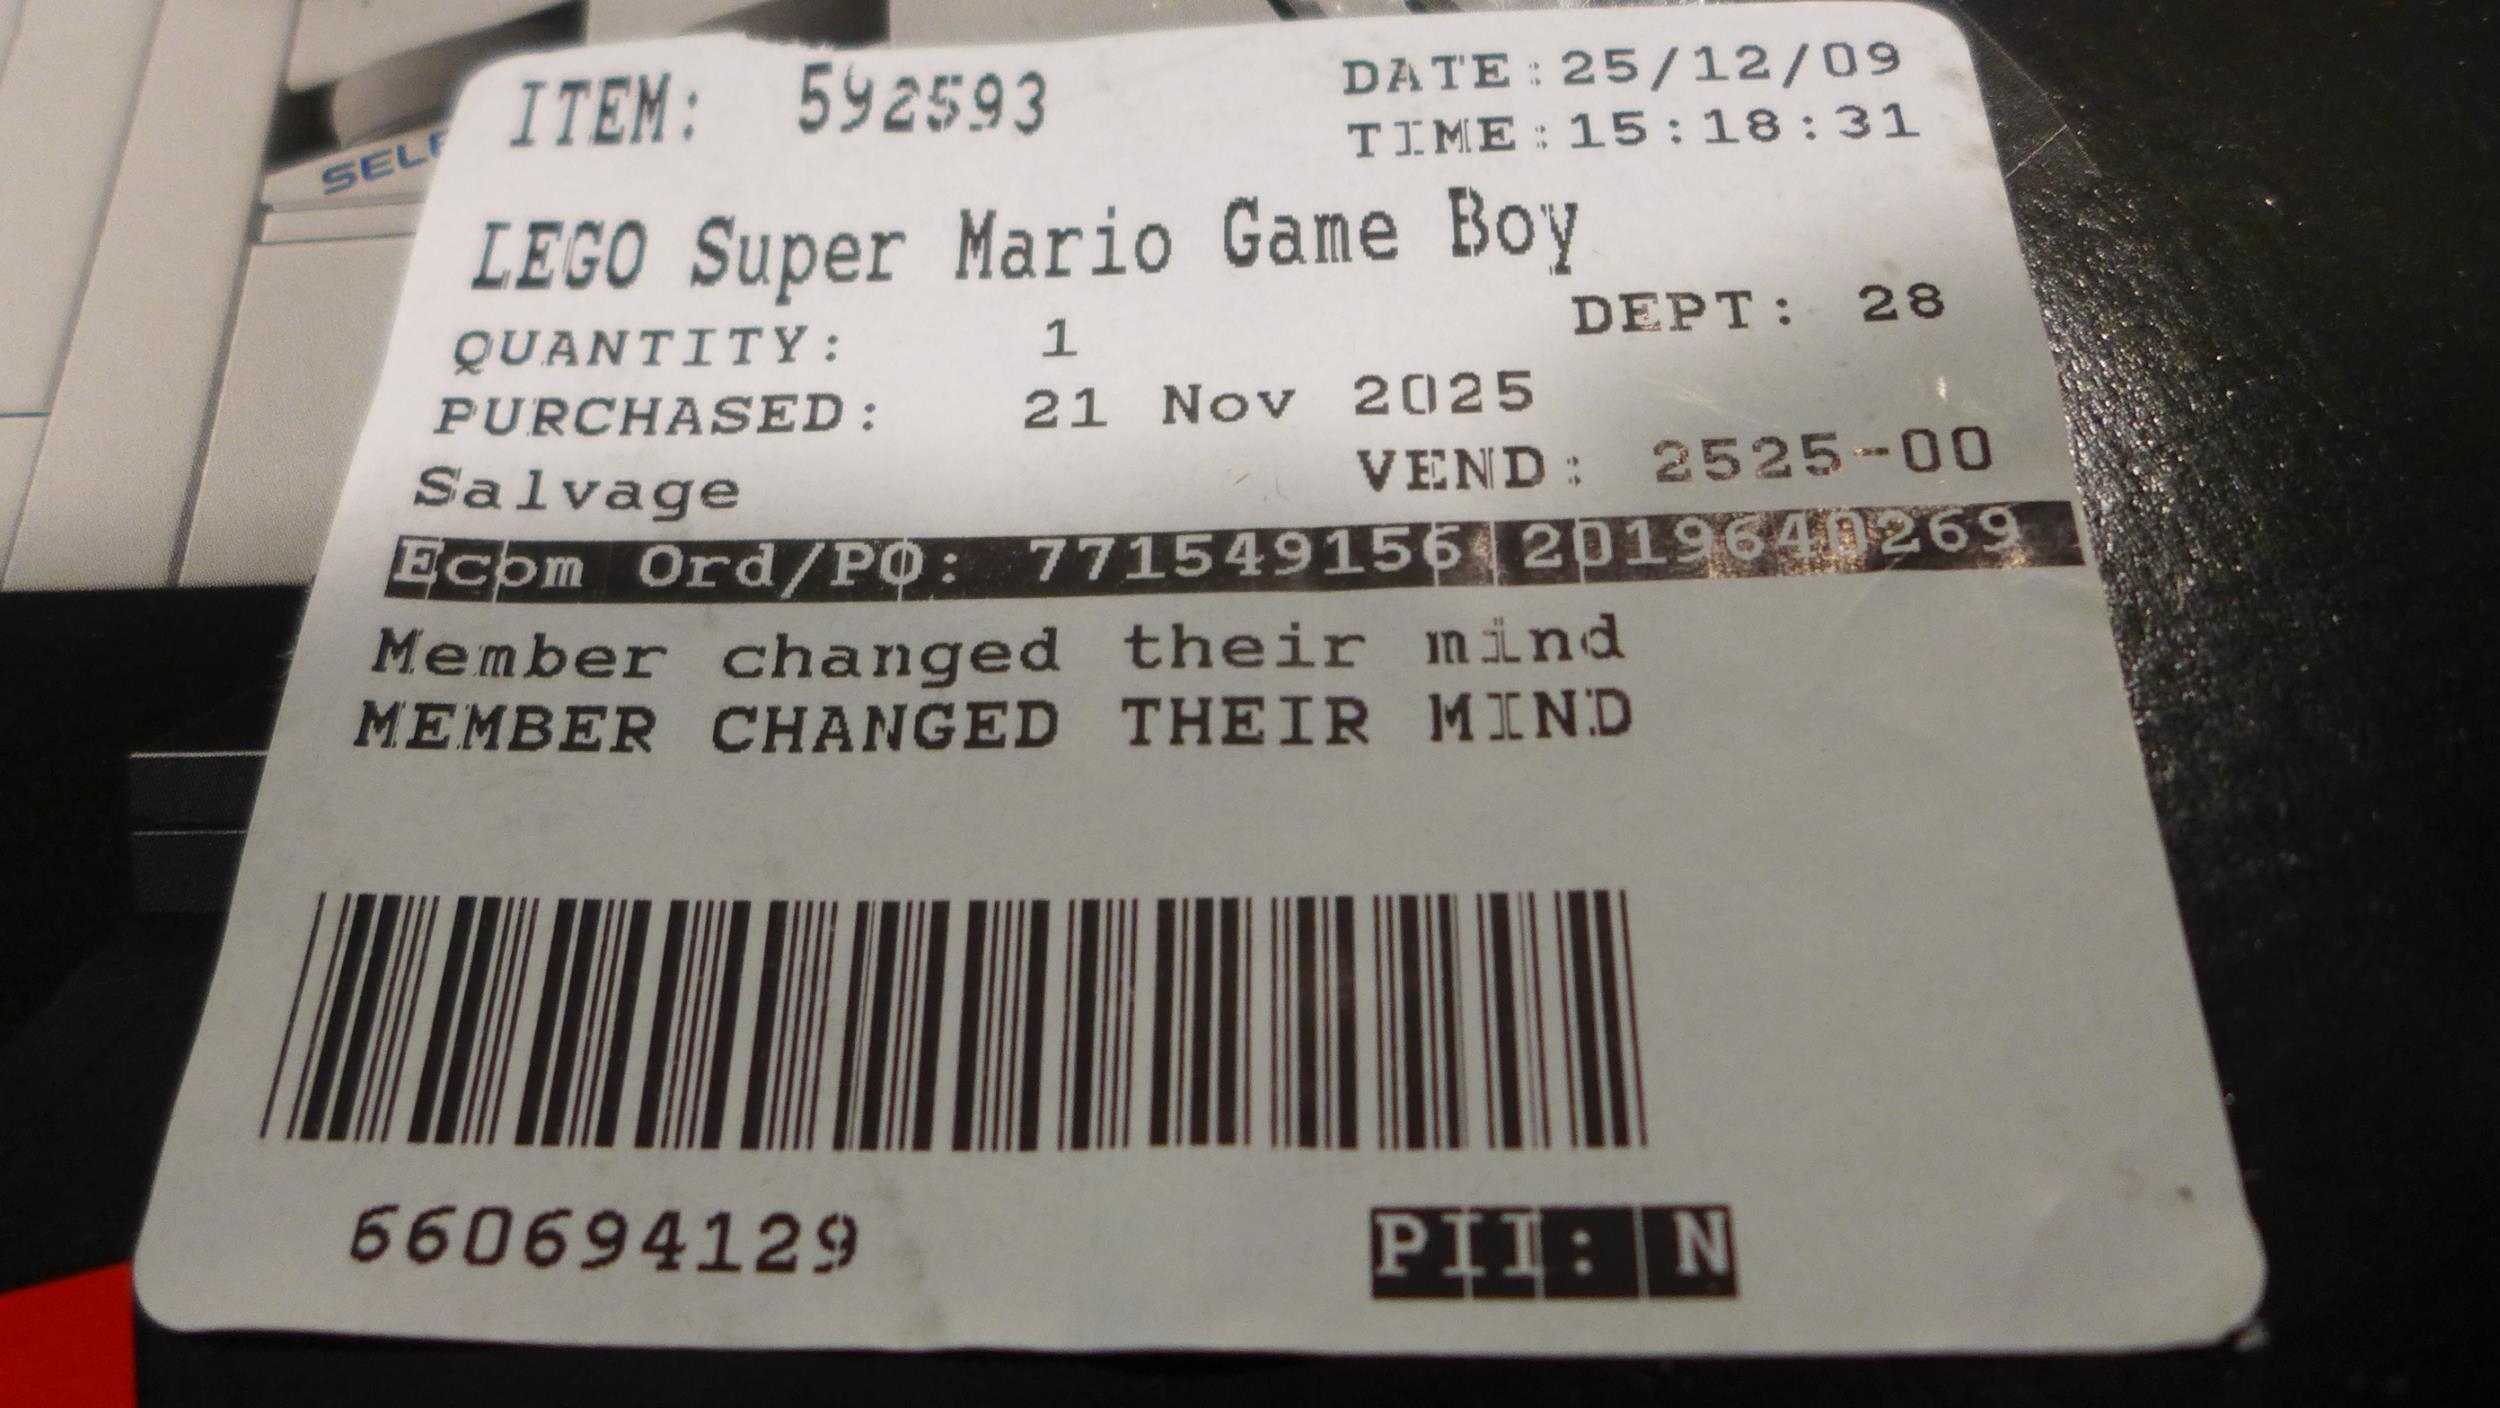 SELE
ITEM: 592593
DATE:25/12/09
TIME:15:18:31
LEGO Super Mario Game Boy
QUANTITY: 1
DEPT: 28
PURCHASED: 21 Nov 2025
Salvage
VEND: 2525-00
Ecom Ord/PO: 771549156|2019640269
Member changed their mind
MEMBER CHANGED THEIR MIND
660694129
PII: N